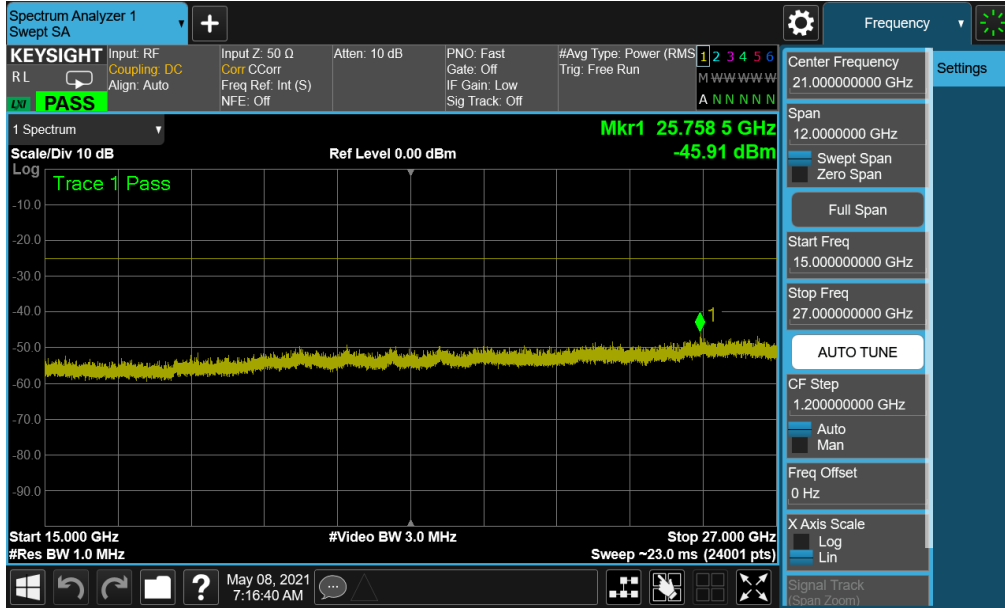 Spectrum Analyzer 1
Swept SA
Frequency
KEYSIGHT
R L
LXI
PASS
Input: RF
Coupling: DC
Align: Auto
Input Z: 50 Ω
Corr CCorr
Freq Ref: Int (S)
NFE: Off
Atten: 10 dB
PNO: Fast
Gate: Off
IF Gain: Low
Sig Track: Off
#Avg Type: Power (RMS
Trig: Free Run
1 2 3 4 5 6
M W W W W W
A N N N N N
1 Spectrum
Scale/Div 10 dB
Ref Level 0.00 dBm
Mkr1 25.758 5 GHz
-45.91 dBm
Log
Trace 1 Pass
-10.0
-20.0
-30.0
-40.0
-50.0
-60.0
-70.0
-80.0
-90.0
1
Start 15.000 GHz
#Res BW 1.0 MHz
#Video BW 3.0 MHz
Stop 27.000 GHz
Sweep ~23.0 ms (24001 pts)
May 08, 2021
7:16:40 AM
?
Center Frequency
21.000000000 GHz
Span
12.0000000 GHz
Swept Span
Zero Span
Full Span
Start Freq
15.000000000 GHz
Stop Freq
27.000000000 GHz
AUTO TUNE
CF Step
1.200000000 GHz
Auto
Man
Freq Offset
0 Hz
X Axis Scale
Log
Lin
Signal Track
(Span Zoom)
Settings